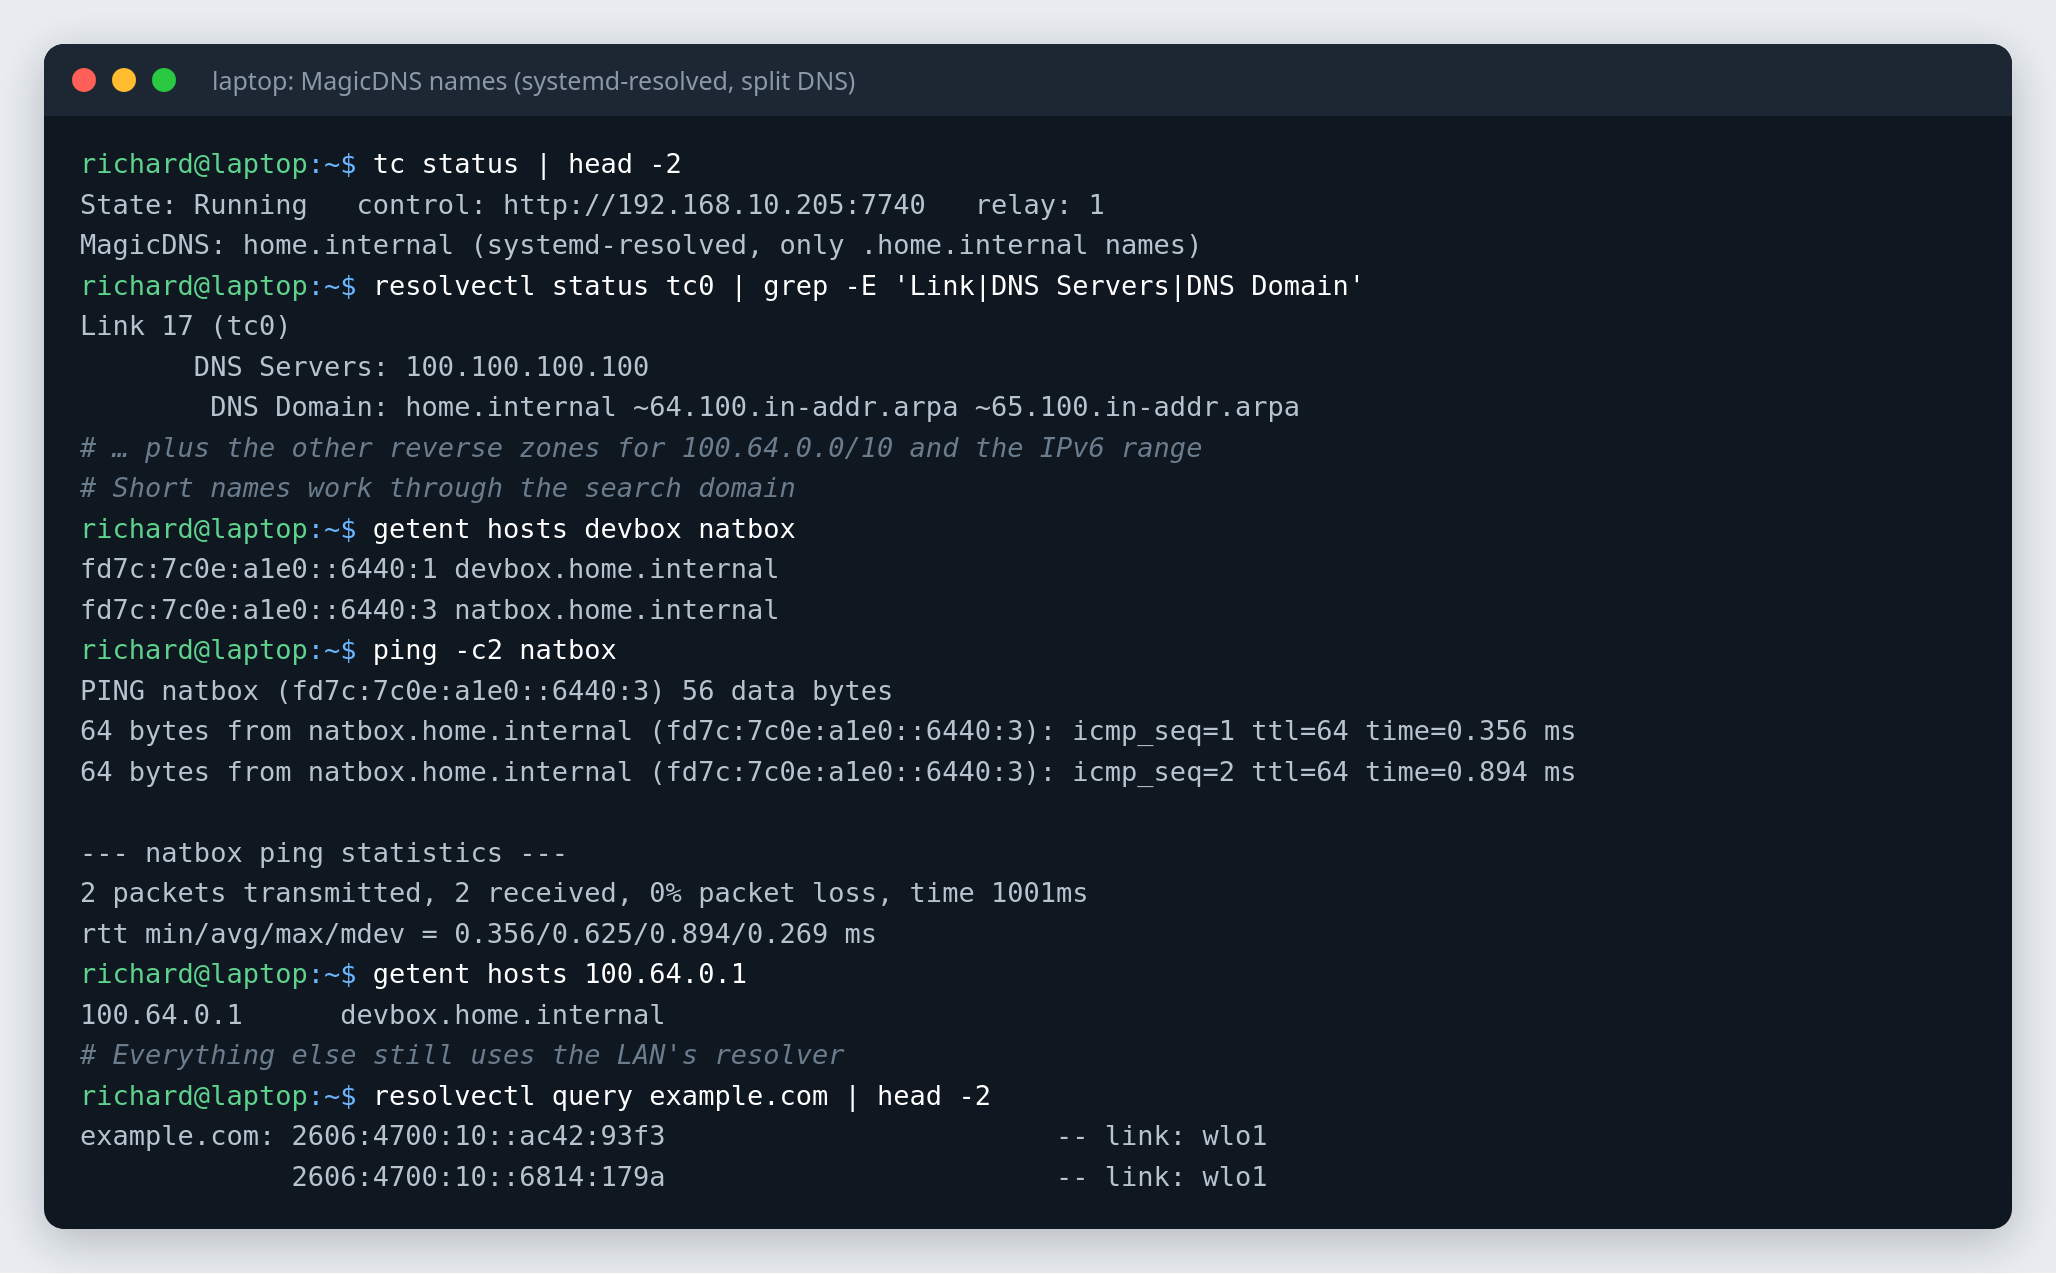 laptop: MagicDNS names (systemd-resolved, split DNS)
richard@laptop:~$ tc status | head -2
State: Running   control: http://192.168.10.205:7740   relay: 1
MagicDNS: home.internal (systemd-resolved, only .home.internal names)
richard@laptop:~$ resolvectl status tc0 | grep -E 'Link|DNS Servers|DNS Domain'
Link 17 (tc0)
       DNS Servers: 100.100.100.100
        DNS Domain: home.internal ~64.100.in-addr.arpa ~65.100.in-addr.arpa
# … plus the other reverse zones for 100.64.0.0/10 and the IPv6 range
# Short names work through the search domain
richard@laptop:~$ getent hosts devbox natbox
fd7c:7c0e:a1e0::6440:1 devbox.home.internal
fd7c:7c0e:a1e0::6440:3 natbox.home.internal
richard@laptop:~$ ping -c2 natbox
PING natbox (fd7c:7c0e:a1e0::6440:3) 56 data bytes
64 bytes from natbox.home.internal (fd7c:7c0e:a1e0::6440:3): icmp_seq=1 ttl=64 time=0.356 ms
64 bytes from natbox.home.internal (fd7c:7c0e:a1e0::6440:3): icmp_seq=2 ttl=64 time=0.894 ms

--- natbox ping statistics ---
2 packets transmitted, 2 received, 0% packet loss, time 1001ms
rtt min/avg/max/mdev = 0.356/0.625/0.894/0.269 ms
richard@laptop:~$ getent hosts 100.64.0.1
100.64.0.1      devbox.home.internal
# Everything else still uses the LAN's resolver
richard@laptop:~$ resolvectl query example.com | head -2
example.com: 2606:4700:10::ac42:93f3                        -- link: wlo1
             2606:4700:10::6814:179a                        -- link: wlo1